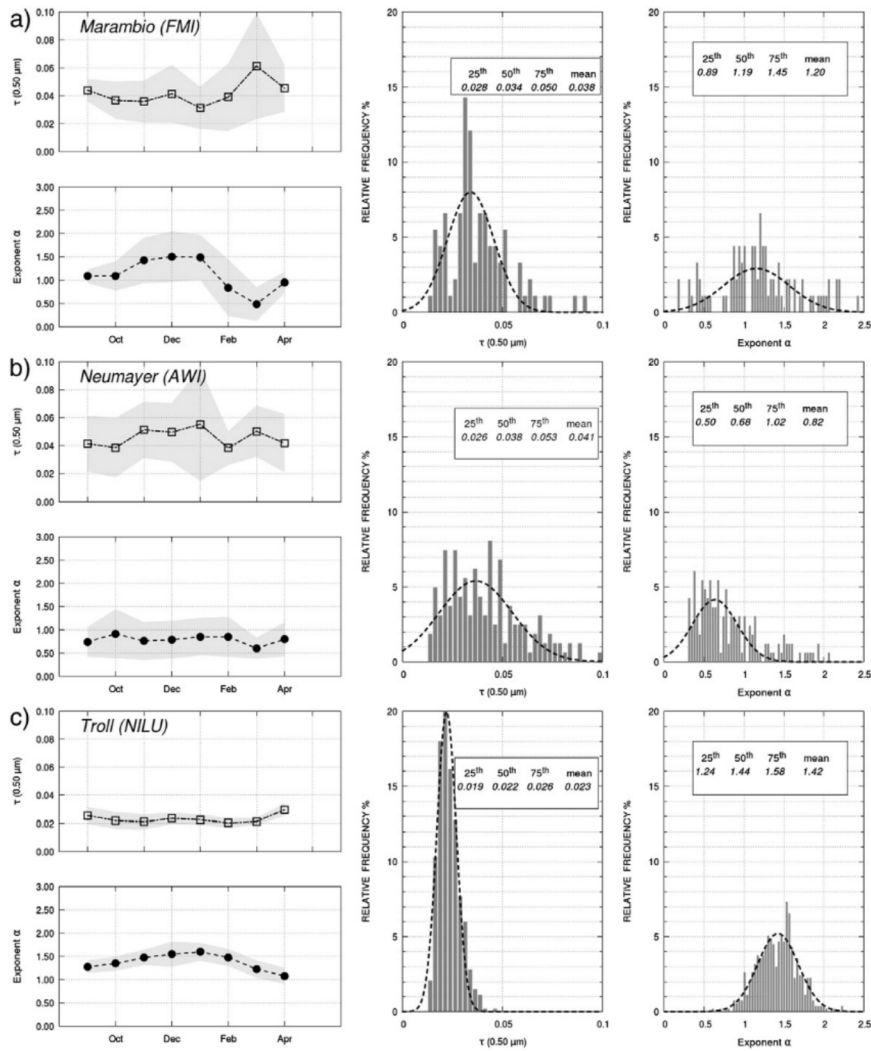 a)
Marambio (FMI)
τ (0.50 µm)
0.10
0.08
0.06
0.04
0.02
0.00
Exponent α
3.00
2.50
2.00
1.50
1.00
0.50
0.00
Oct Dec Feb Apr
RELATIVE FREQUENCY %
20
15
10
5
0
25th 50th 75th mean
0.028 0.034 0.050 0.038
0 0.05 0.1
τ (0.50 µm)
RELATIVE FREQUENCY %
20
15
10
5
0
25th 50th 75th mean
0.89 1.19 1.45 1.20
0 0.5 1 1.5 2 2.5
Exponent α
b)
Neumayer (AWI)
τ (0.50 µm)
0.10
0.08
0.06
0.04
0.02
0.00
Exponent α
3.00
2.50
2.00
1.50
1.00
0.50
0.00
Oct Dec Feb Apr
RELATIVE FREQUENCY %
20
15
10
5
0
25th 50th 75th mean
0.026 0.038 0.053 0.041
0 0.05 0.1
τ (0.50 µm)
RELATIVE FREQUENCY %
20
15
10
5
0
25th 50th 75th mean
0.50 0.68 1.02 0.82
0 0.5 1 1.5 2 2.5
Exponent α
c)
Troll (NILU)
τ (0.50 µm)
0.10
0.08
0.06
0.04
0.02
0.00
Exponent α
3.00
2.50
2.00
1.50
1.00
0.50
0.00
Oct Dec Feb Apr
RELATIVE FREQUENCY %
20
15
10
5
0
25th 50th 75th mean
0.019 0.022 0.026 0.023
0 0.05 0.1
τ (0.50 µm)
RELATIVE FREQUENCY %
20
15
10
5
0
25th 50th 75th mean
1.24 1.44 1.58 1.42
0 0.5 1 1.5 2 2.5
Exponent α